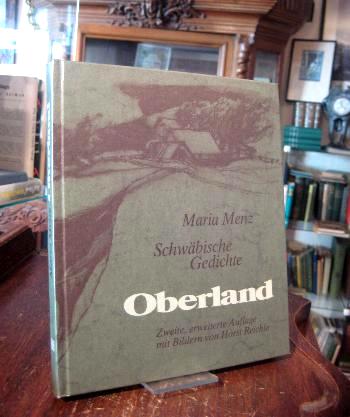 Maria Menz
Schwäbische
Gedichte
Oberland
Zweite, erweiterte Auflage
mit Bildern von Horst Reichle